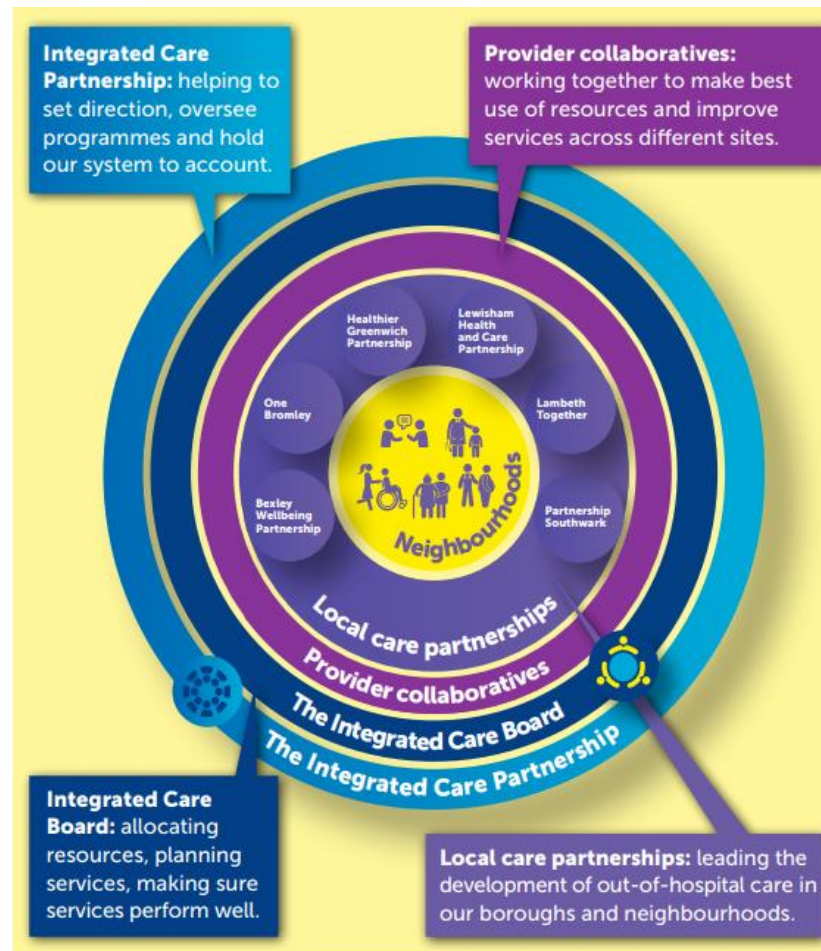 Integrated Care
Partnership: helping to
set direction, oversee
programmes and hold
our system to account.
Provider collaboratives:
working together to make best
use of resources and improve
services across different sites.
Healthier
Greenwich
Partnership
Lewisham
Health
and Care
Partnership
One
Bromley
Lambeth
Together
Bexley
Wellbeing
Partnership
Partnership
Southwark
Neighbourhoods
Local care partnerships
Provider collaboratives
The Integrated Care Board
The Integrated Care Partnership
Integrated Care
Board: allocating
resources, planning
services, making sure
services perform well.
Local care partnerships: leading the
development of out-of-hospital care in
our boroughs and neighbourhoods.